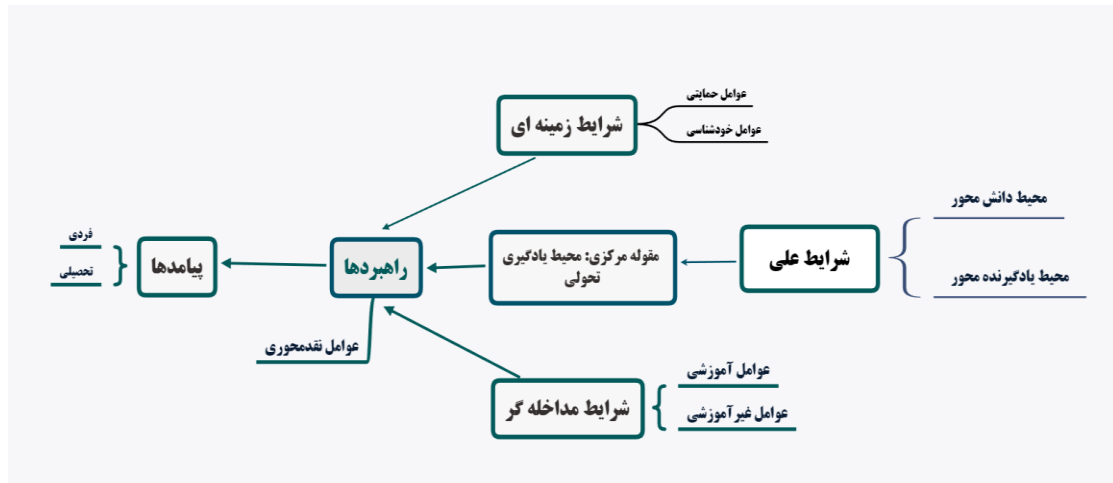 عوامل حمایتی
شرایط زمینه ای
عوامل خودشناسی
محیط دانش محور
فردی
پیامدها
راهبردها
مقوله مرکزی: محیط یادگیری
تحولی
شرایط علی
تحصیلی
محیط یادگیرنده محور
عوامل نقدمحوری
عوامل آموزشی
شرایط مداخله گر
عوامل غیرآموزشی